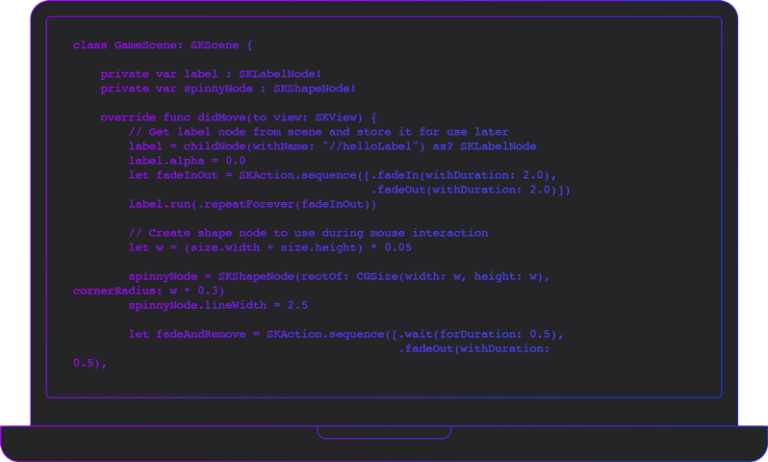 class GameScene: SKScene {
private var label : SKLabelNode!
private var spinnyNode : SKShapeNode!
override func didMove(to view: SKView) {
// Get label node from scene and store it for use later
label = childNode(withName: "//helloLabel") as? SKLabelNode
label.alpha = 0.0
let fadeInOut = SKAction.sequence([.fadeIn(withDuration: 2.0),
.fadeOut(withDuration: 2.0)])
label.run(.repeatForever(fadeInOut))
// Create shape node to use during mouse interaction
let w = (size.width + size.height) * 0.05
spinnyNode = SKShapeNode(rectOf: CGSize(width: w, height: w),
cornerRadius: w * 0.3)
spinnyNode.lineWidth = 2.5
let fadeAndRemove = SKAction.sequence([.wait(forDuration: 0.5),
.fadeOut(withDuration:
0.5),